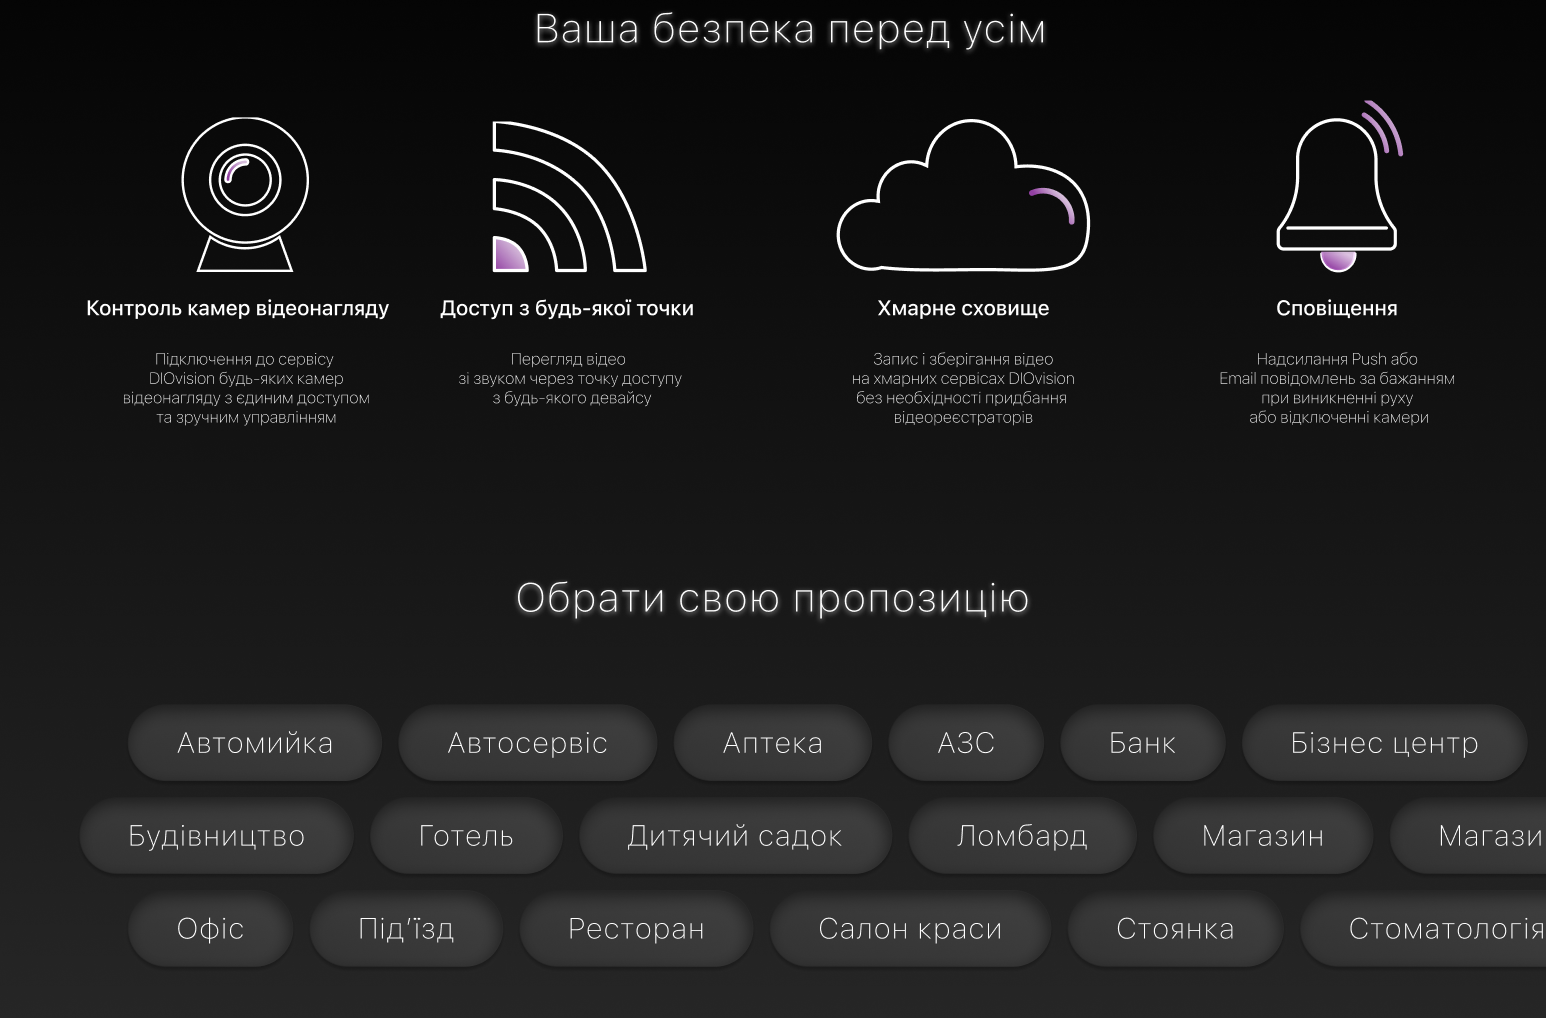 Ваша безпека перед усім
Контроль камер відеонагляду
Підключення до сервісу
DIOvision будь-яких камер
відеонагляду з єдиним доступом
та зручним управлінням
Доступ з будь-якої точки
Перегляд відео
зі звуком через точку доступу
з будь-якого девайсу
Хмарне сховище
Запис і зберігання відео
на хмарних сервісах DIOvision
без необхідності придбання
відеореєстраторів
Сповіщення
Надсилання Push або
Email повідомлень за бажанням
при виникненні руху
або відключенні камери
Обрати свою пропозицію
Автомийка Автосервіс Аптека АЗС Банк Бізнес центр
Будівництво Готель Дитячий садок Ломбард Магазин Магази
Офіс Під’їзд Ресторан Салон краси Стоянка Стоматологія